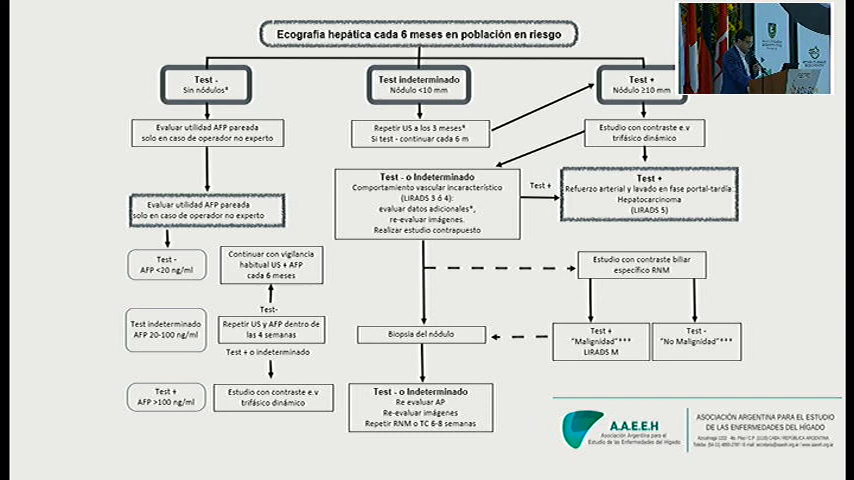 Ecografía hepática cada 6 meses en población en riesgo
Test -
Sin nódulos*
Test indeterminado
Nódulo <10 mm
Test +
Nódulo ≥10 mm
Evaluar utilidad AFP pareada
solo en caso de operador no experto
Repetir US a los 3 meses*
Si test - continuar cada 6 m
Estudio con contraste e.v
trifásico dinámico
Test - o Indeterminado
Comportamiento vascular incaracterístico
(LIRADS 3 ó 4):
evaluar datos adicionales*,
re-evaluar imágenes.
Realizar estudio contrapuesto
Test +
Test +
Refuerzo arterial y lavado en fase portal-tardía:
Hepatocarcinoma
(LIRADS 5)
Evaluar utilidad AFP pareada
solo en caso de operador no experto
Test -
AFP <20 ng/ml
Continuar con vigilancia
habitual US + AFP
cada 6 meses
Estudio con contraste biliar
específico RNM
Test-
Test indeterminado
AFP 20-100 ng/ml
Repetir US y AFP dentro de
las 4 semanas
Test + o indeterminado
Biopsia del nódulo
Test +
"Malignidad"***
LIRADS M
Test -
"No Malignidad"***
Test +
AFP >100 ng/ml
Estudio con contraste e.v
trifásico dinámico
Test - o Indeterminado
Re evaluar AP
Re-evaluar imágenes
Repetir RNM o TC 6-8 semanas
A.A.E.E.H
Asociación Argentina para el
Estudio de las Enfermedades del Hígado
ASOCIACIÓN ARGENTINA PARA EL ESTUDIO
DE LAS ENFERMEDADES DEL HÍGADO